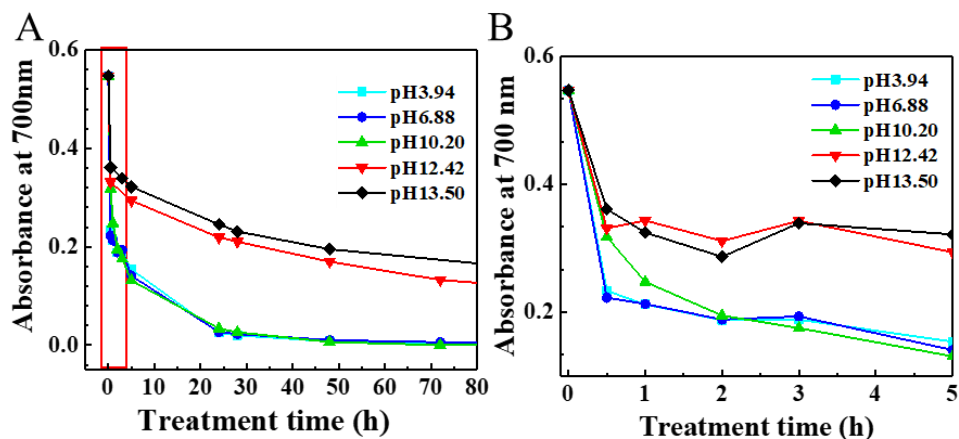 A
Absorbance at 700nm
0.6
0.4
0.2
0.0
pH3.94
pH6.88
pH10.20
pH12.42
pH13.50
0 10 20 30 40 50 60 70 80
Treatment time (h)
B
Absorbance at 700 nm
0.6
0.4
0.2
pH3.94
pH6.88
pH10.20
pH12.42
pH13.50
0 1 2 3 4 5
Treatment time (h)